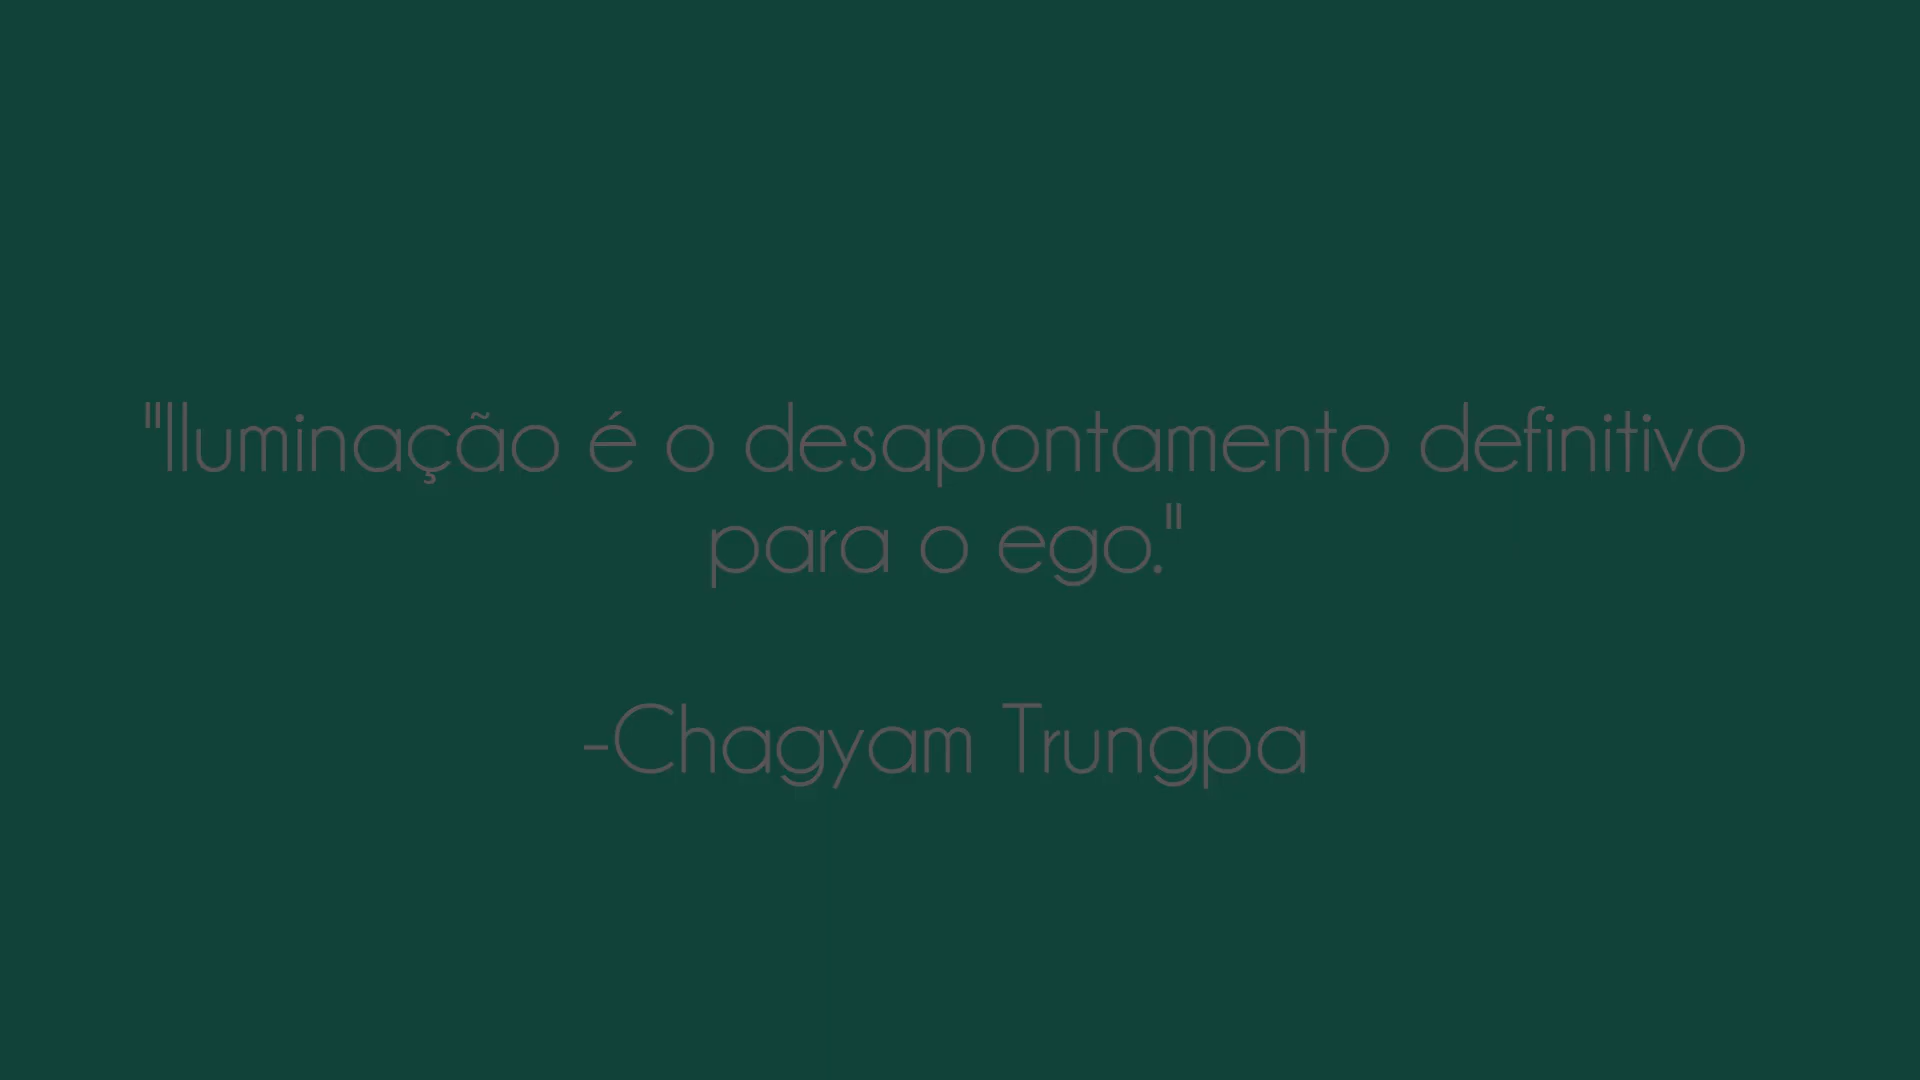 "Iluminação é o desapontamento definitivo
para o ego."
-Chagyam Trungpa